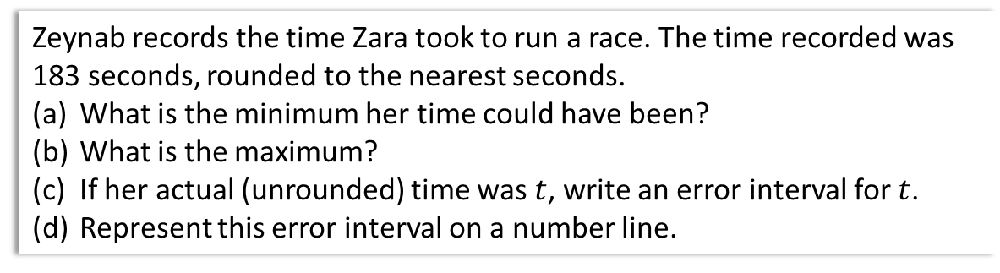 Zeynab records the time Zara took to run a race. The time recorded was
183 seconds, rounded to the nearest seconds.
(a) What is the minimum her time could have been?
(b) What is the maximum?
(c) If her actual (unrounded) time was t, write an error interval for t.
(d) Represent this error interval on a number line.